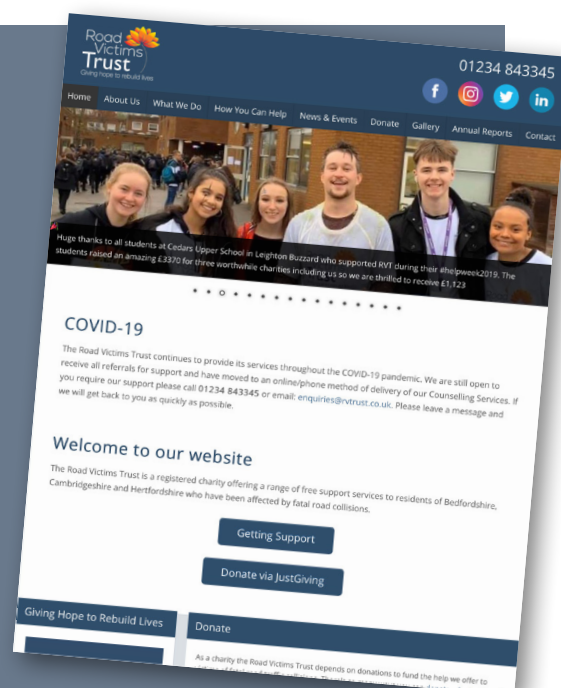 Road
Victims
Trust
Giving hope to rebuild lives
01234 843345
f
in
Home About Us What We Do How You Can Help News & Events Donate Gallery Annual Reports Contact
Huge thanks to all students at Cedars Upper School in Leighton Buzzard who supported RVT during their #helpweek2019. The
students raised an amazing £3370 for three worthwhile charities including us so we are thrilled to receive £1,123
COVID-19
The Road Victims Trust continues to provide its services throughout the COVID-19 pandemic. We are still open to
receive all referrals for support and have moved to an online/phone method of delivery of our Counselling Services. If
you require our support please call 01234 843345 or email: enquiries@rvtrust.co.uk. Please leave a message and
we will get back to you as quickly as possible.
Welcome to our website
The Road Victims Trust is a registered charity offering a range of free support services to residents of Bedfordshire,
Cambridgeshire and Hertfordshire who have been affected by fatal road collisions.
Getting Support
Donate via JustGiving
Giving Hope to Rebuild Lives
Donate
As a charity the Road Victims Trust depends on donations to fund the help we offer to